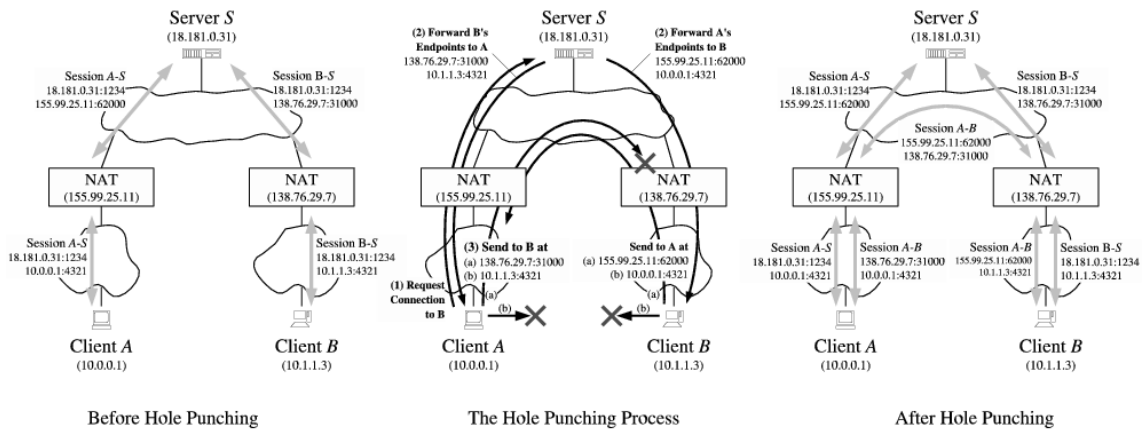 Server S
(18.181.0.31)
Session A-S
18.181.0.31:1234
155.99.25.11:62000
Session B-S
18.181.0.31:1234
138.76.29.7:31000
NAT
(155.99.25.11)
NAT
(138.76.29.7)
Session A-S
18.181.0.31:1234
10.0.0.1:4321
Session B-S
18.181.0.31:1234
10.1.1.3:4321
Client A
(10.0.0.1)
Client B
(10.1.1.3)
Before Hole Punching
(2) Forward B's
Endpoints to A
138.76.29.7:31000
10.1.1.3:4321
Server S
(18.181.0.31)
(2) Forward A's
Endpoints to B
155.99.25.11:62000
10.0.0.1:4321
NAT
(155.99.25.11)
NAT
(138.76.29.7)
(3) Send to B at
(a) 138.76.29.7:31000
(b) 10.1.1.3:4321
Send to A at
(a) 155.99.25.11:62000
(b) 10.0.0.1:4321
(1) Request
Connection
to B
(a)
(b)
(a)
(b)
Client A
(10.0.0.1)
Client B
(10.1.1.3)
The Hole Punching Process
Server S
(18.181.0.31)
Session A-S
18.181.0.31:1234
155.99.25.11:62000
Session B-S
18.181.0.31:1234
138.76.29.7:31000
Session A-B
155.99.25.11:62000
138.76.29.7:31000
NAT
(155.99.25.11)
NAT
(138.76.29.7)
Session A-S
18.181.0.31:1234
10.0.0.1:4321
Session A-B
138.76.29.7:31000
10.0.0.1:4321
Session A-B
155.99.25.11:62000
10.1.1.3:4321
Session B-S
18.181.0.31:1234
10.1.1.3:4321
Client A
(10.0.0.1)
Client B
(10.1.1.3)
After Hole Punching